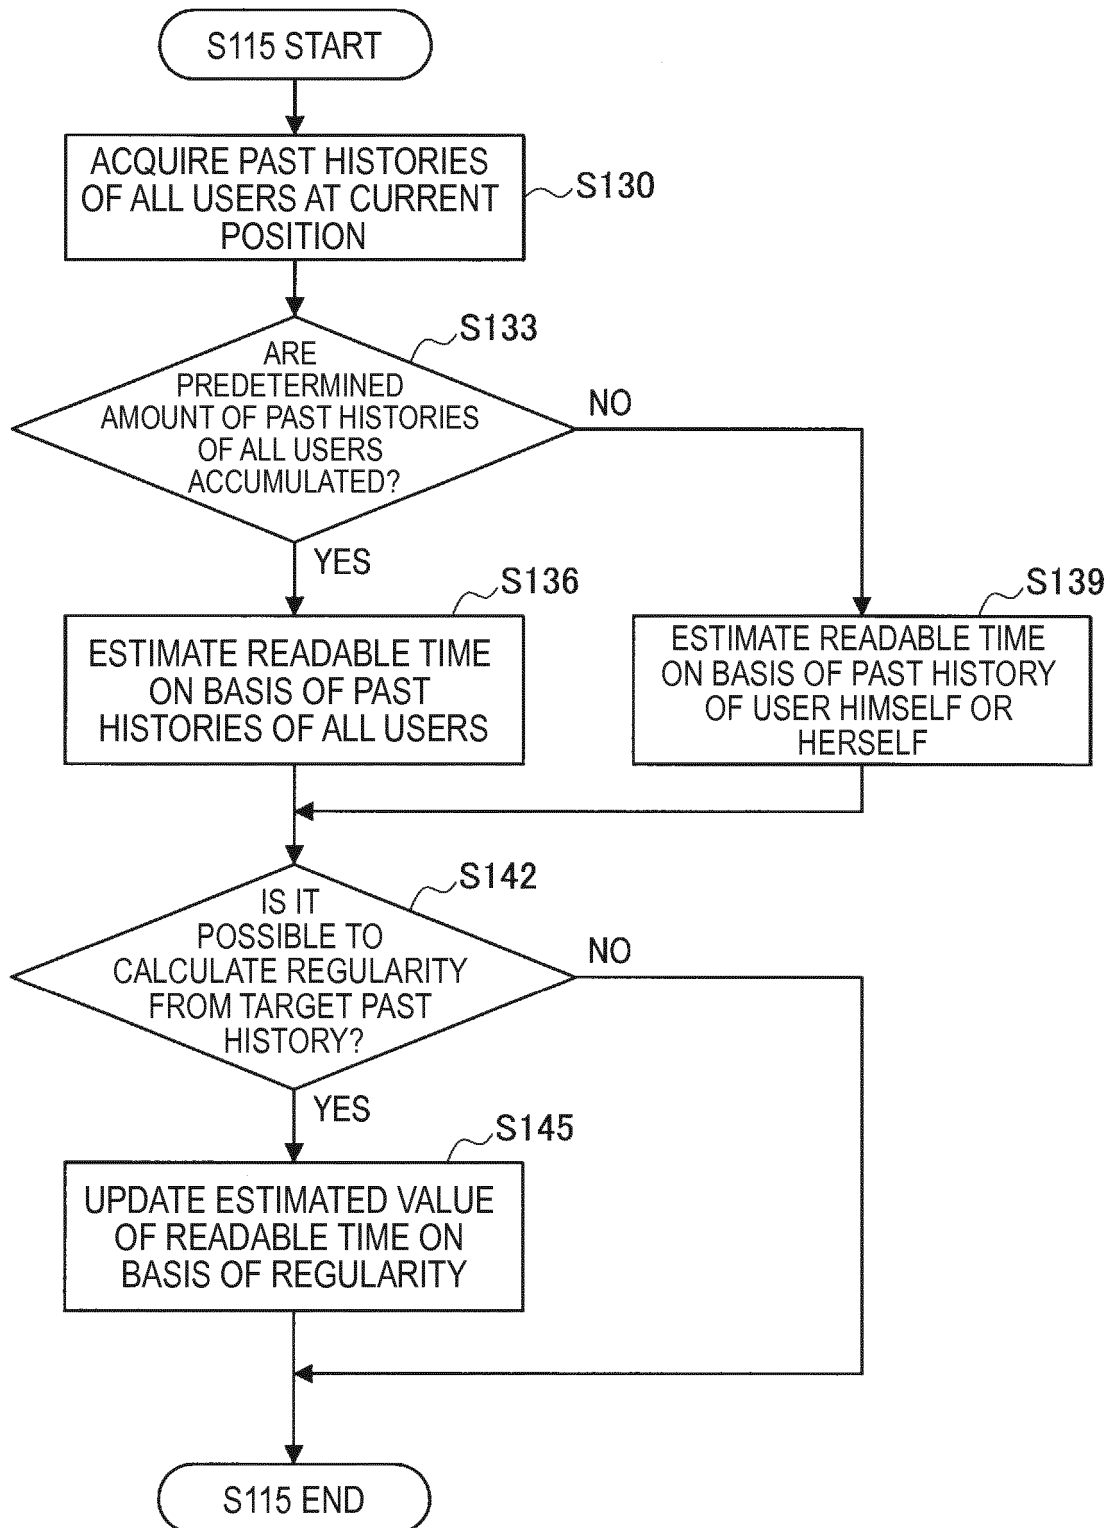 S115 START
ACQUIRE PAST HISTORIES
OF ALL USERS AT CURRENT
POSITION
S130
S133
ARE
PREDETERMINED
AMOUNT OF PAST HISTORIES
OF ALL USERS
ACCUMULATED?
NO
YES
S136
ESTIMATE READABLE TIME
ON BASIS OF PAST
HISTORIES OF ALL USERS
S139
ESTIMATE READABLE TIME
ON BASIS OF PAST HISTORY
OF USER HIMSELF OR
HERSELF
S142
IS IT
POSSIBLE TO
CALCULATE REGULARITY
FROM TARGET PAST
HISTORY?
NO
YES
S145
UPDATE ESTIMATED VALUE
OF READABLE TIME ON
BASIS OF REGULARITY
S115 END